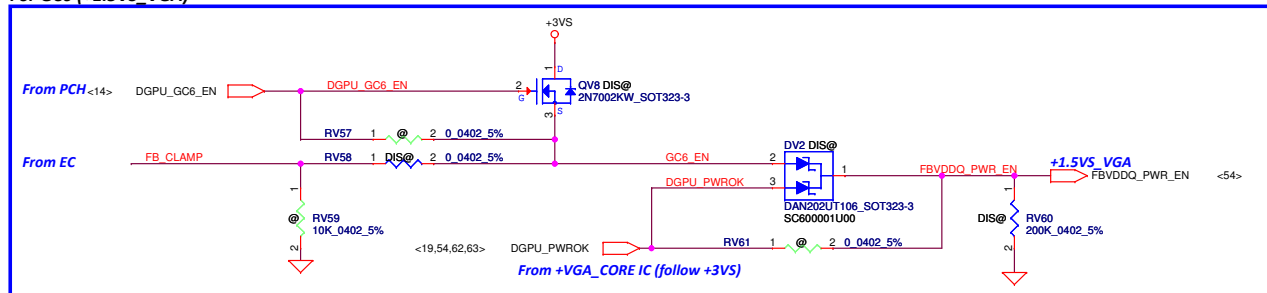 +3VS
1
D
From PCH
<14>
DGPU_GC6_EN
DGPU_GC6_EN
2
G
QV8 DIS@
2N7002KW_SOT323-3
S
3
RV57
1
@
2
0_0402_5%
From EC
FB_CLAMP
RV58
1
DIS@
2
0_0402_5%
GC6_EN
2
DV2 DIS@
1
FBVDDQ_PWR_EN
+1.5VS_VGA
FBVDDQ_PWR_EN
<54>
DGPU_PWROK
3
DAN202UT106_SOT323-3
SC600001U00
1
@
RV59
10K_0402_5%
2
1
DIS@
RV60
200K_0402_5%
2
<19,54,62,63>
DGPU_PWROK
RV61
1
@
2
0_0402_5%
From +VGA_CORE IC (follow +3VS)